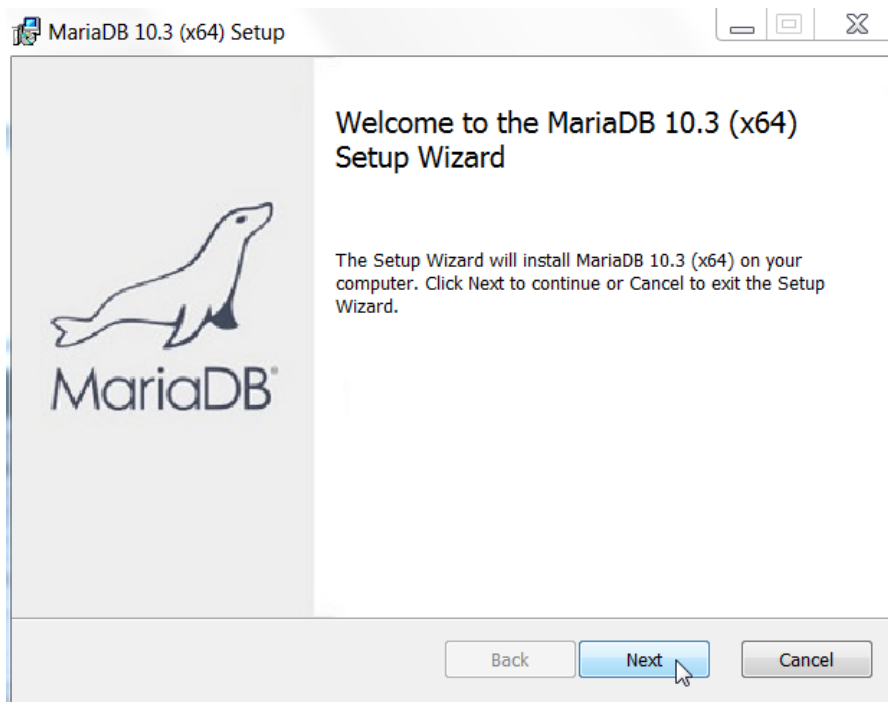 MariaDB 10.3 (x64) Setup
Welcome to the MariaDB 10.3 (x64)
Setup Wizard
The Setup Wizard will install MariaDB 10.3 (x64) on your
computer. Click Next to continue or Cancel to exit the Setup
Wizard.
MariaDB®
Back Next Cancel